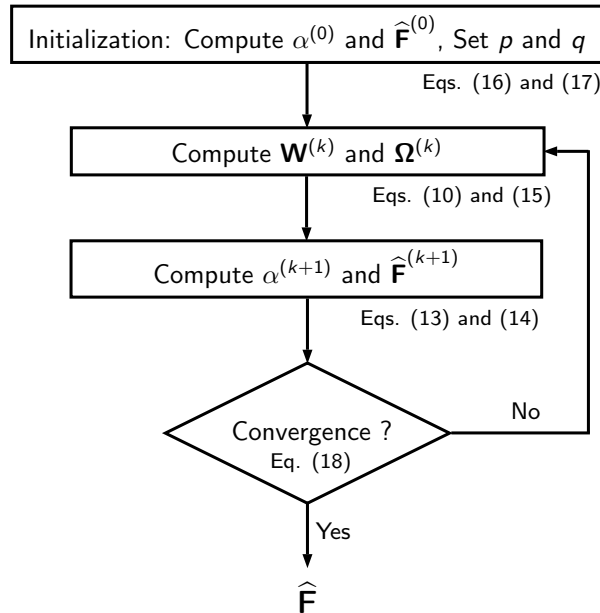 Initialization: Compute α^(0) and F̂^(0), Set p and q
Eqs. (16) and (17)
Compute W^(k) and Ω^(k)
Eqs. (10) and (15)
Compute α^(k+1) and F̂^(k+1)
Eqs. (13) and (14)
Convergence ?
Eq. (18)
No
Yes
F̂